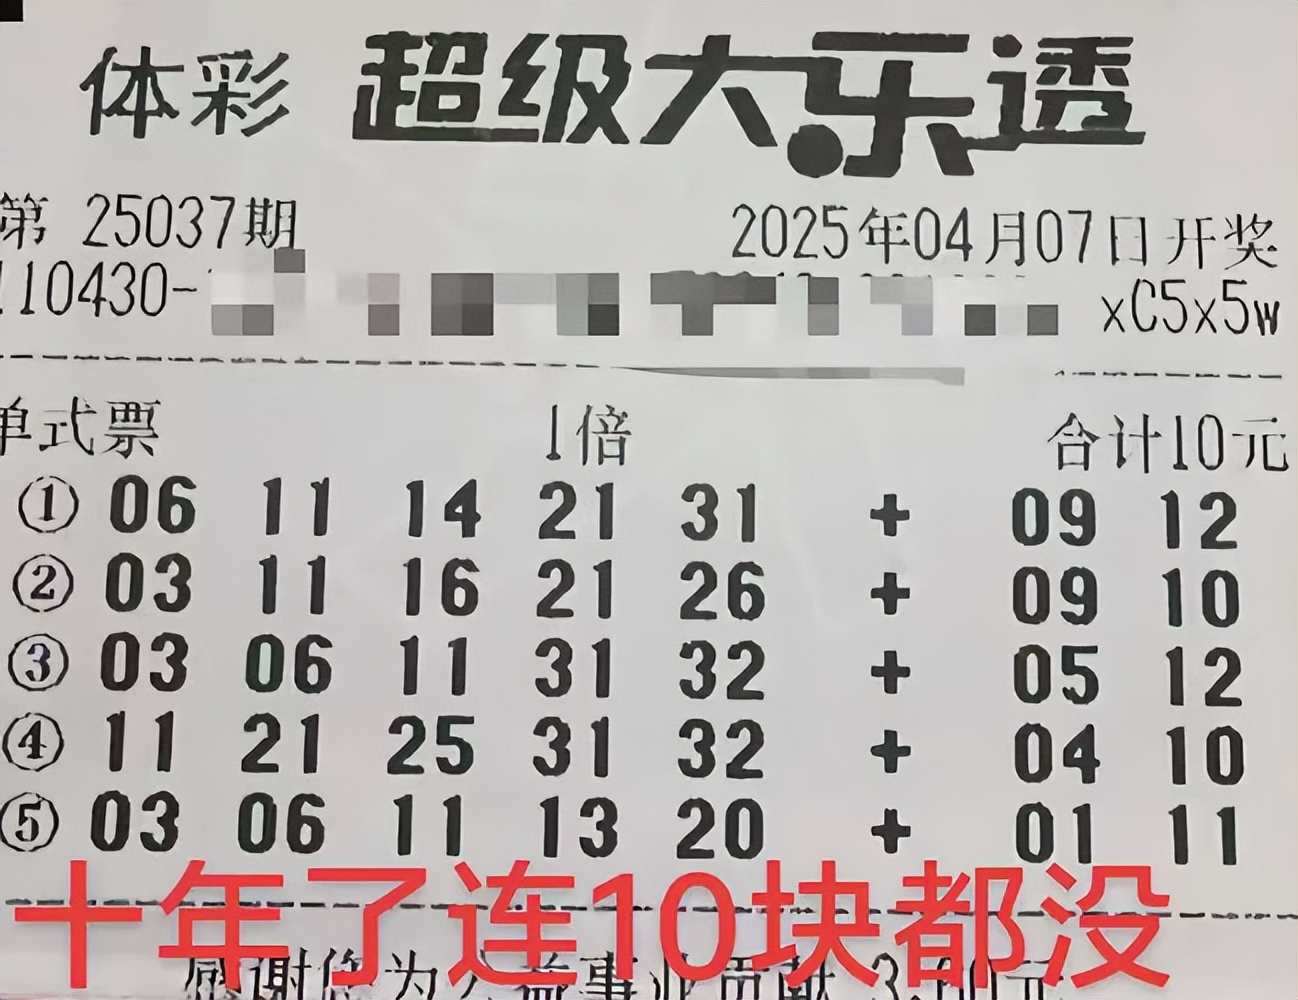 体彩 超级大乐透
第 25037期 2025年04月07日开奖
110430- xC5x5w
单式票 1倍 合计10元
① 06 11 14 21 31 + 09 12
② 03 11 16 21 26 + 09 10
③ 03 06 11 31 32 + 05 12
④ 11 21 25 31 32 + 04 10
⑤ 03 06 11 13 20 + 01 11
十年了连10块都没
感谢您为公益事业贡献